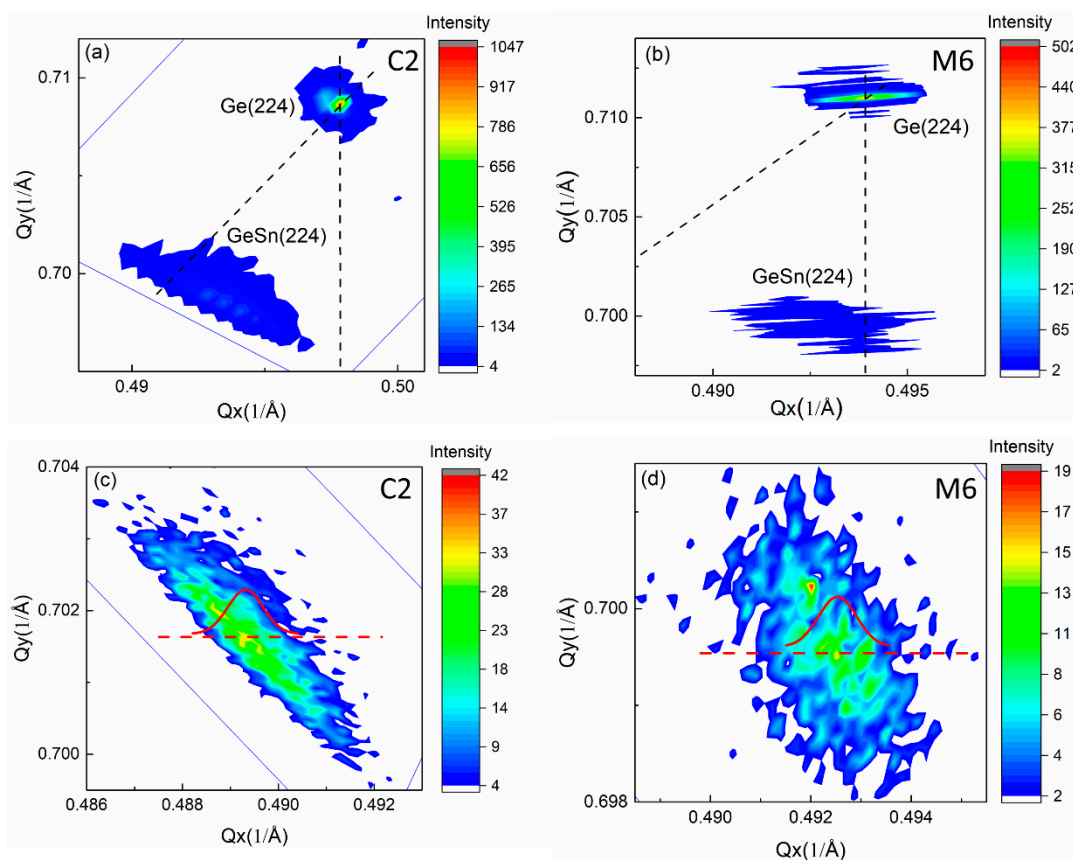 (a)
C2
Ge(224)
GeSn(224)
0.71
0.70
Qy(1/Å)
0.49
0.50
Qx(1/Å)
Intensity
1047
917
786
656
526
395
265
134
4
(b)
M6
Ge(224)
GeSn(224)
0.710
0.705
0.700
Qy(1/Å)
0.490
0.495
Qx(1/Å)
Intensity
502
440
377
315
252
190
127
65
2
(c)
C2
0.704
0.702
0.700
Qy(1/Å)
0.486
0.488
0.490
0.492
Qx(1/Å)
Intensity
42
37
33
28
23
18
14
9
4
(d)
M6
0.700
0.698
Qy(1/Å)
0.490
0.492
0.494
Qx(1/Å)
Intensity
19
17
15
13
11
9
6
4
2